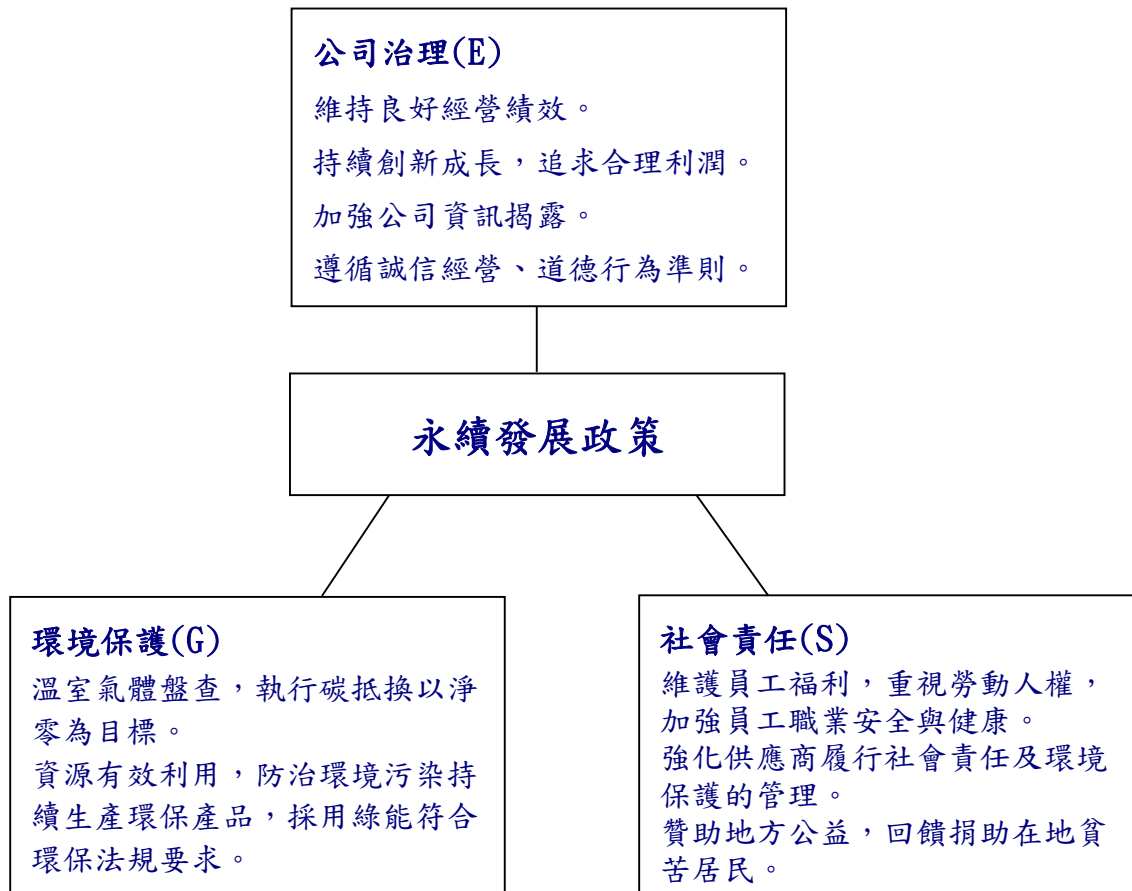 公司治理(E)
維持良好經營績效。
持續創新成長，追求合理利潤。
加強公司資訊揭露。
遵循誠信經營、道德行為準則。
永續發展政策
環境保護(G)
溫室氣體盤查，執行碳抵換以淨
零為目標。
資源有效利用，防治環境污染持
續生產環保產品，採用綠能符合
環保法規要求。
社會責任(S)
維護員工福利，重視勞動人權，
加強員工職業安全與健康。
強化供應商履行社會責任及環境
保護的管理。
贊助地方公益，回饋捐助在地貧
苦居民。